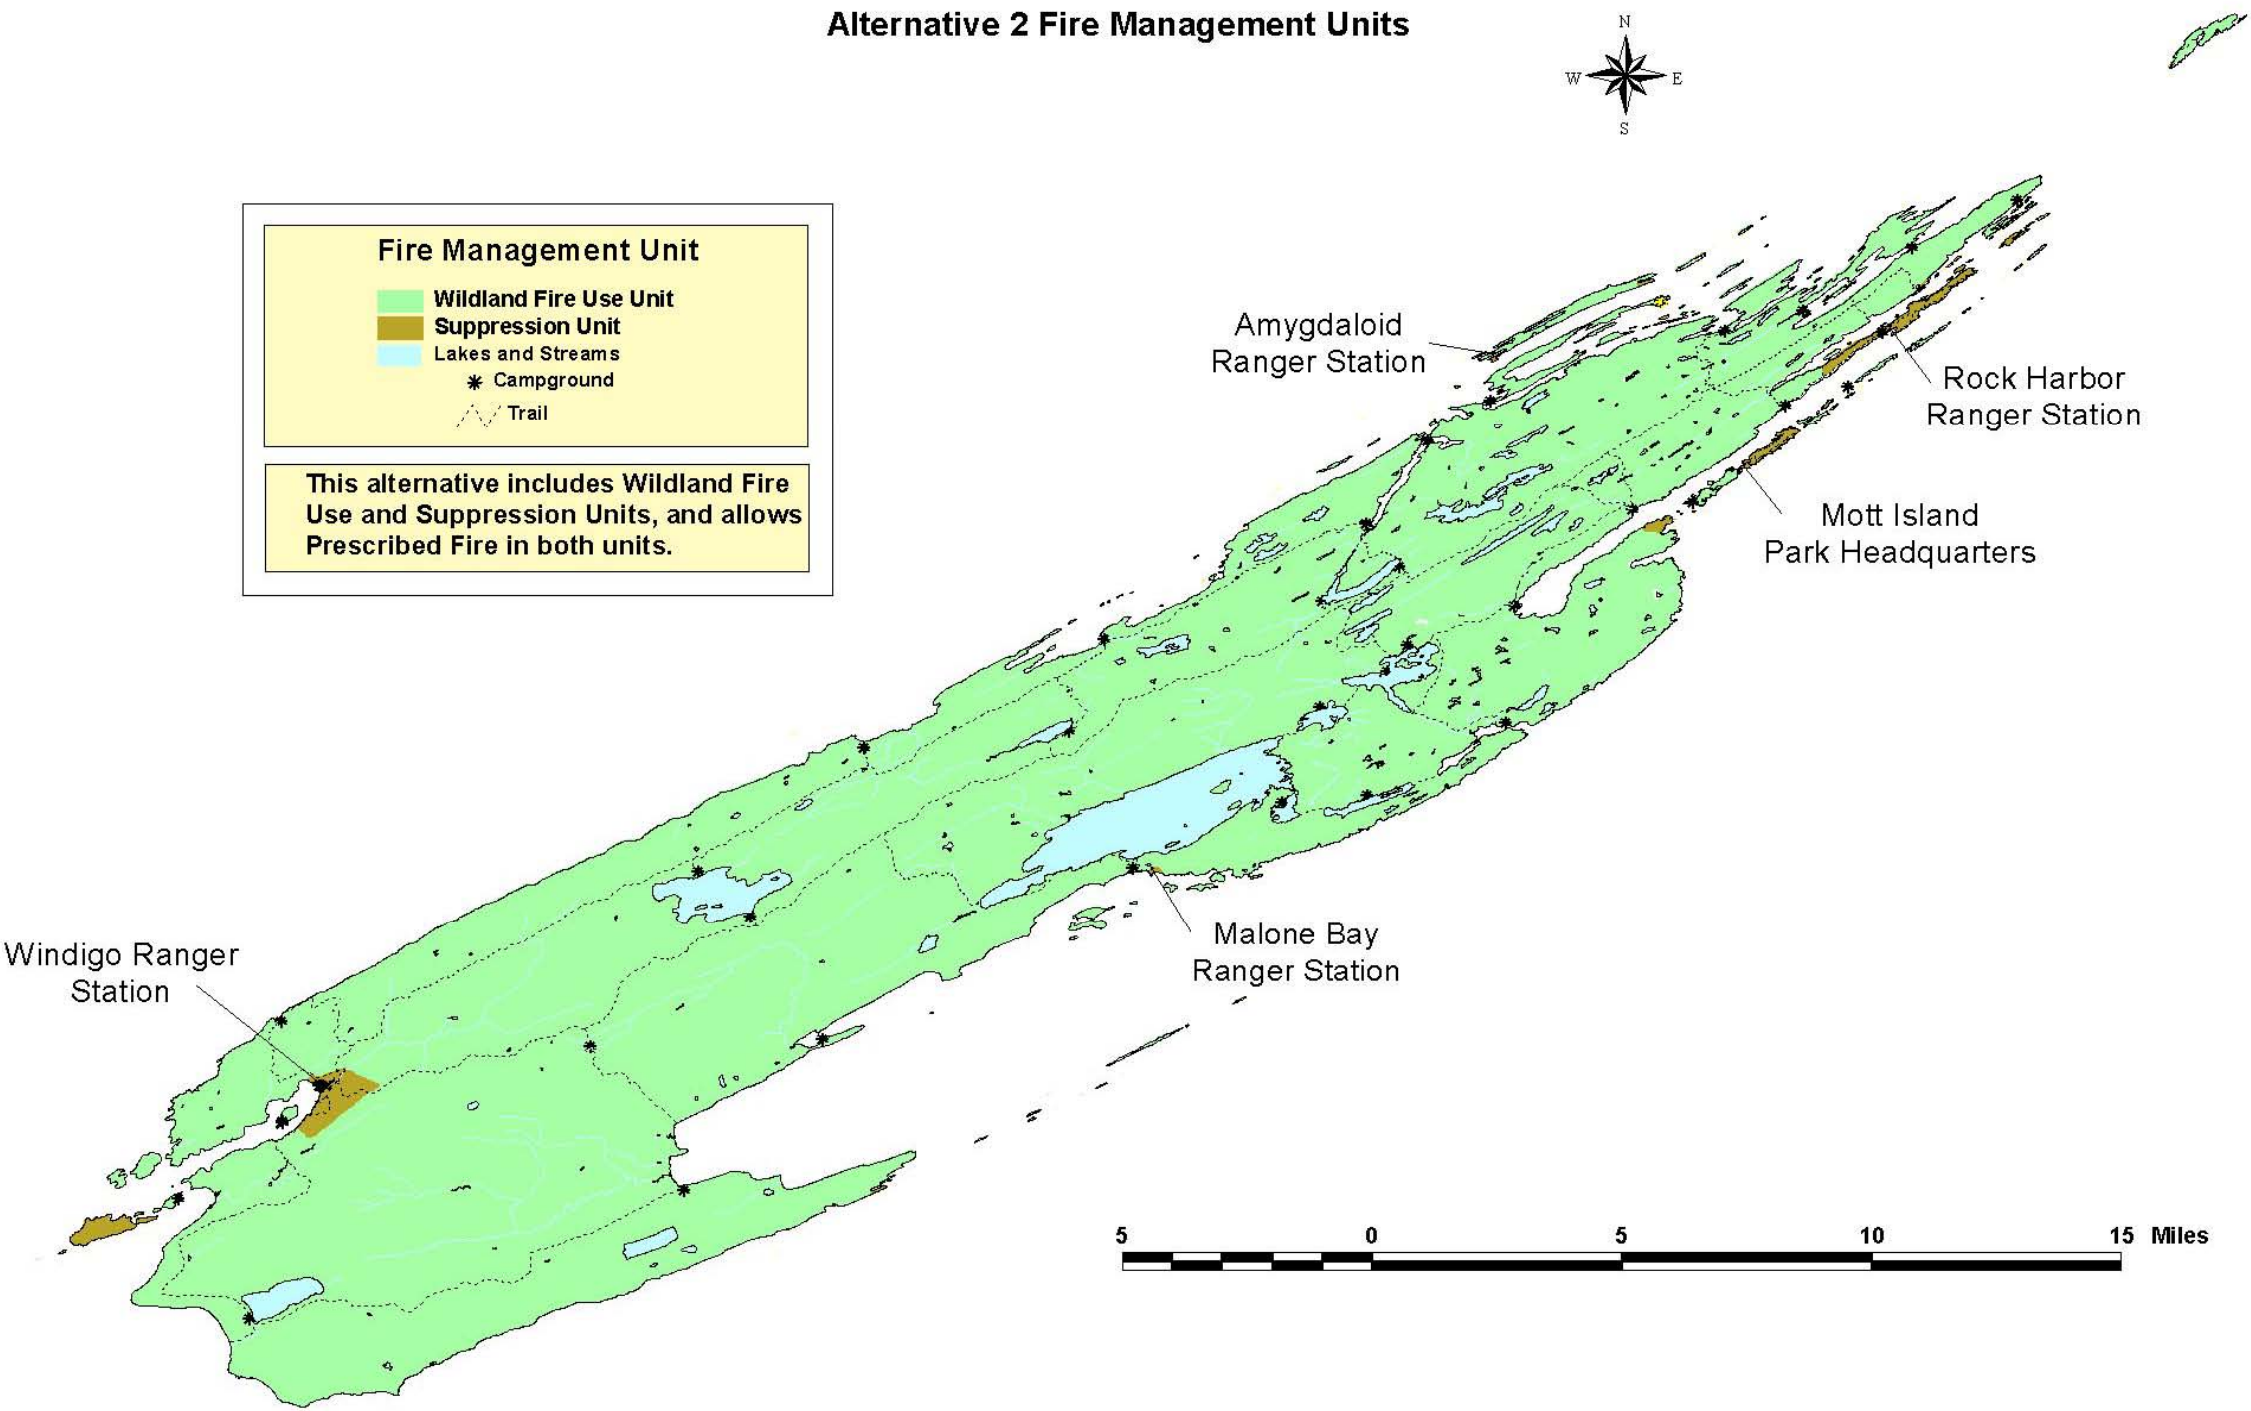 Alternative 2 Fire Management Units
N
W
E
S
Fire Management Unit
Wildland Fire Use Unit
Suppression Unit
Lakes and Streams
Campground
Trail
This alternative includes Wildland Fire
Use and Suppression Units, and allows
Prescribed Fire in both units.
Amygdaloid
Ranger Station
Rock Harbor
Ranger Station
Mott Island
Park Headquarters
Malone Bay
Ranger Station
Windigo Ranger
Station
5 0 5 10 15 Miles